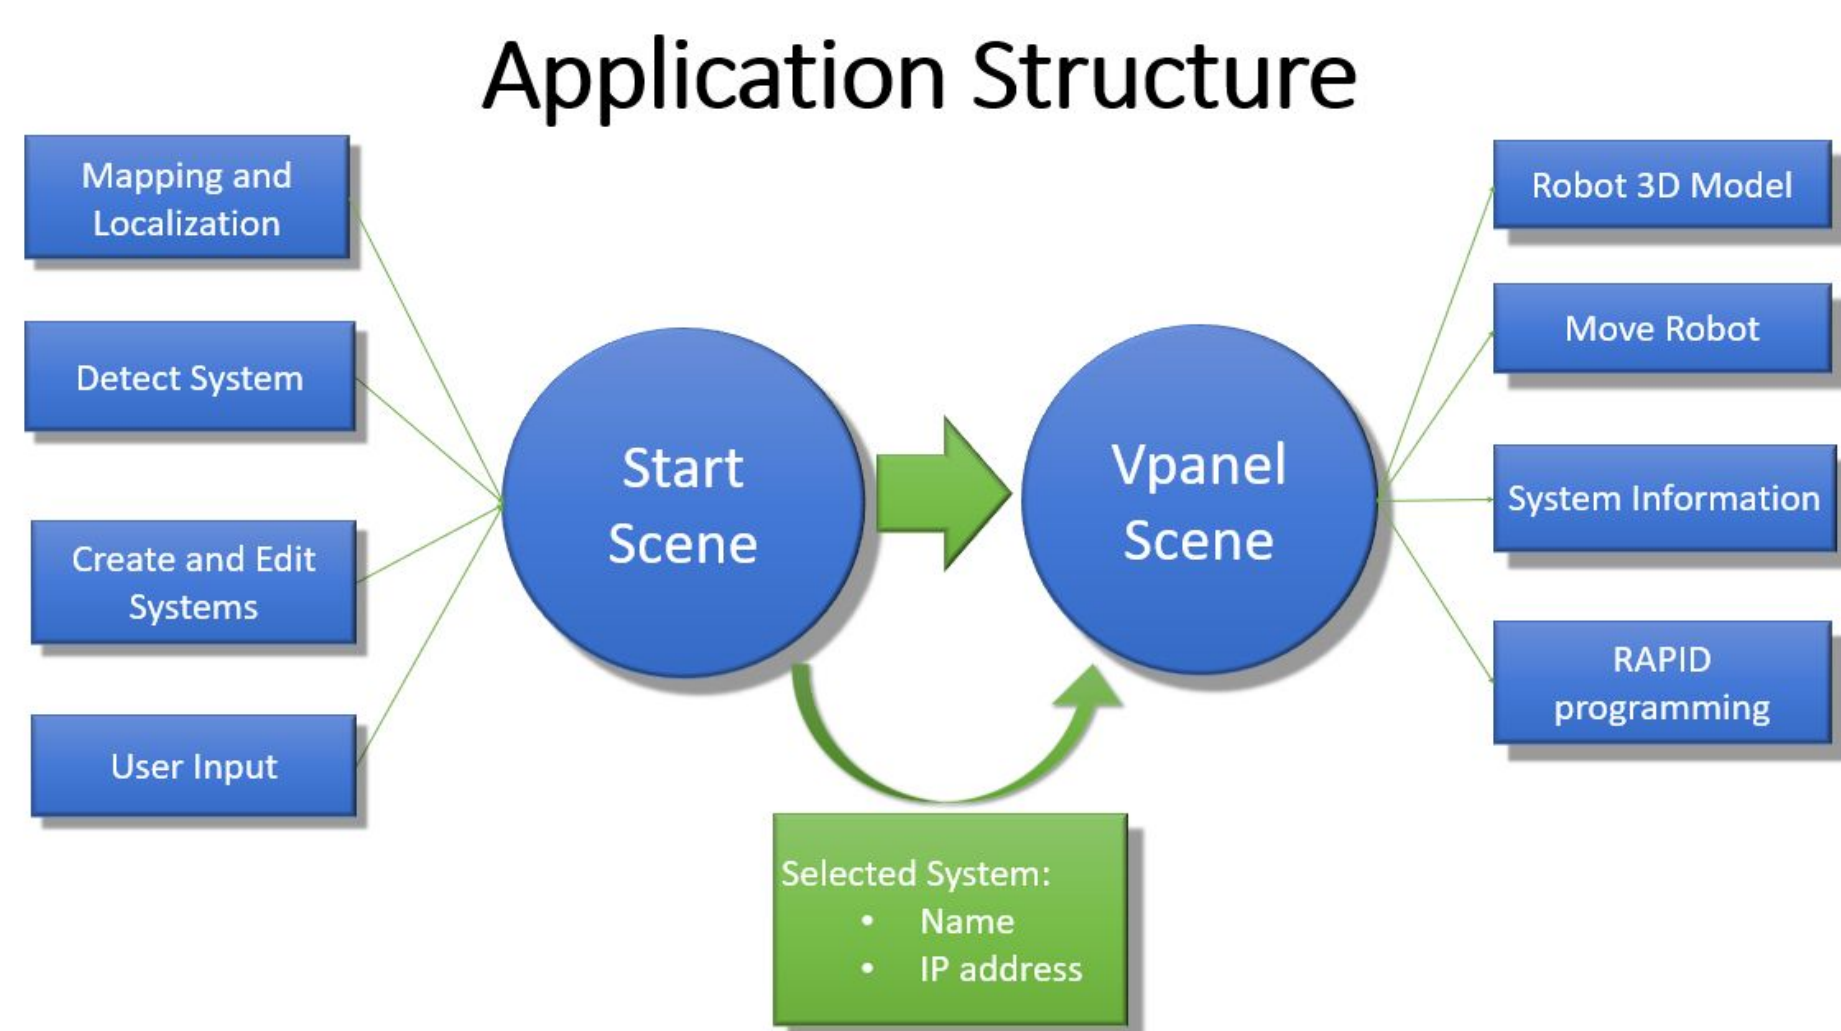 Application Structure
Mapping and
Localization
Detect System
Create and Edit
Systems
User Input
Start
Scene
Vpanel
Scene
Selected System:
• Name
• IP address
Robot 3D Model
Move Robot
System Information
RAPID
programming